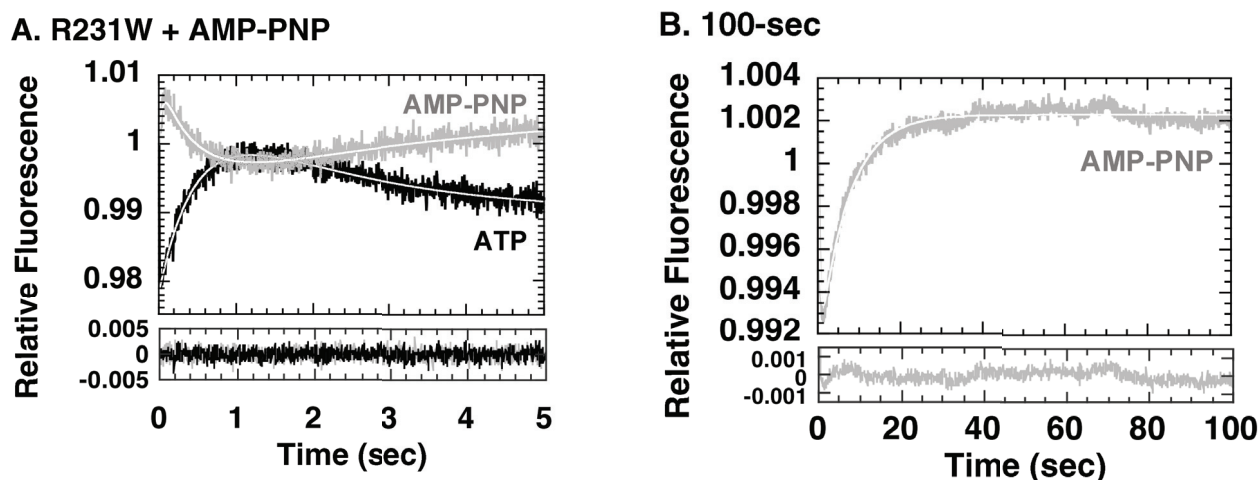 A. R231W + AMP-PNP
Relative Fluorescence
1.01
1
0.99
0.98
AMP-PNP
ATP
0.005
0
-0.005
0 1 2 3 4 5
Time (sec)
B. 100-sec
Relative Fluorescence
1.004
1.002
1
0.998
0.996
0.994
0.992
AMP-PNP
0.001
0
-0.001
0 20 40 60 80 100
Time (sec)